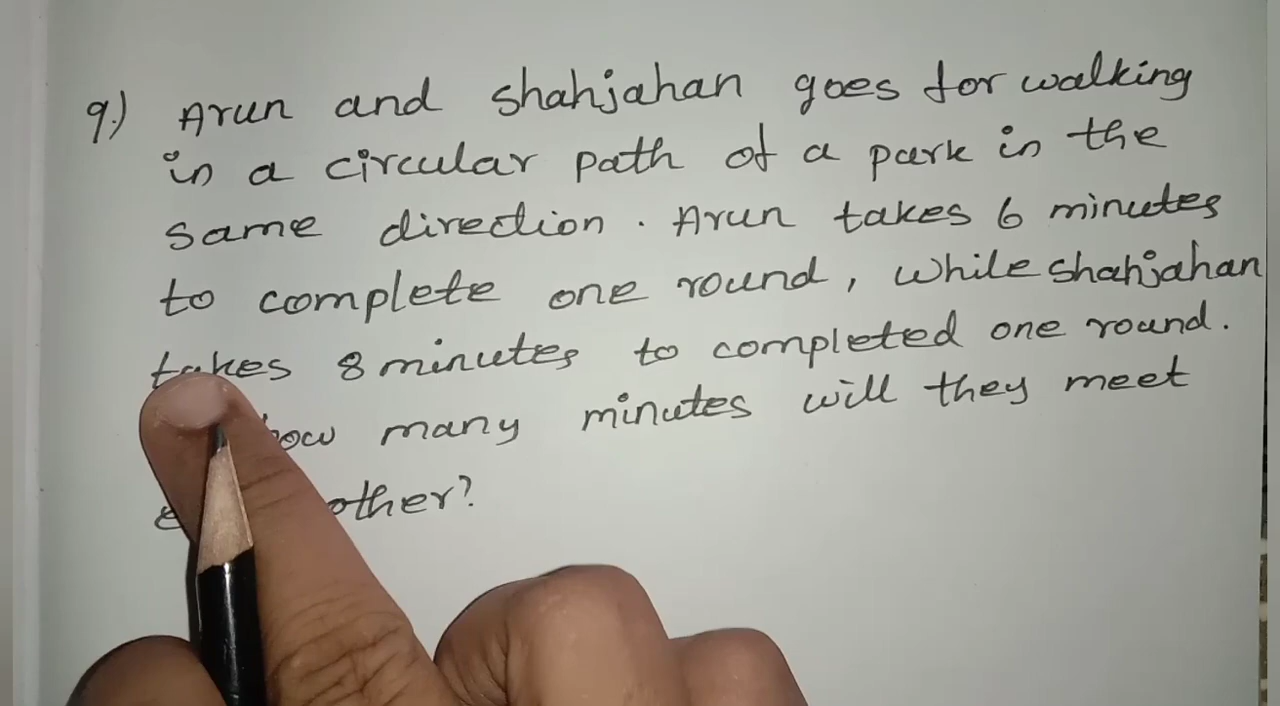 9.) Arun and shahjahan goes for walking
in a circular path of a park in the
same direction. Arun takes 6 minutes
to complete one round, while shahjahan
takes 8 minutes to completed one round.
how many minutes will they meet
other?